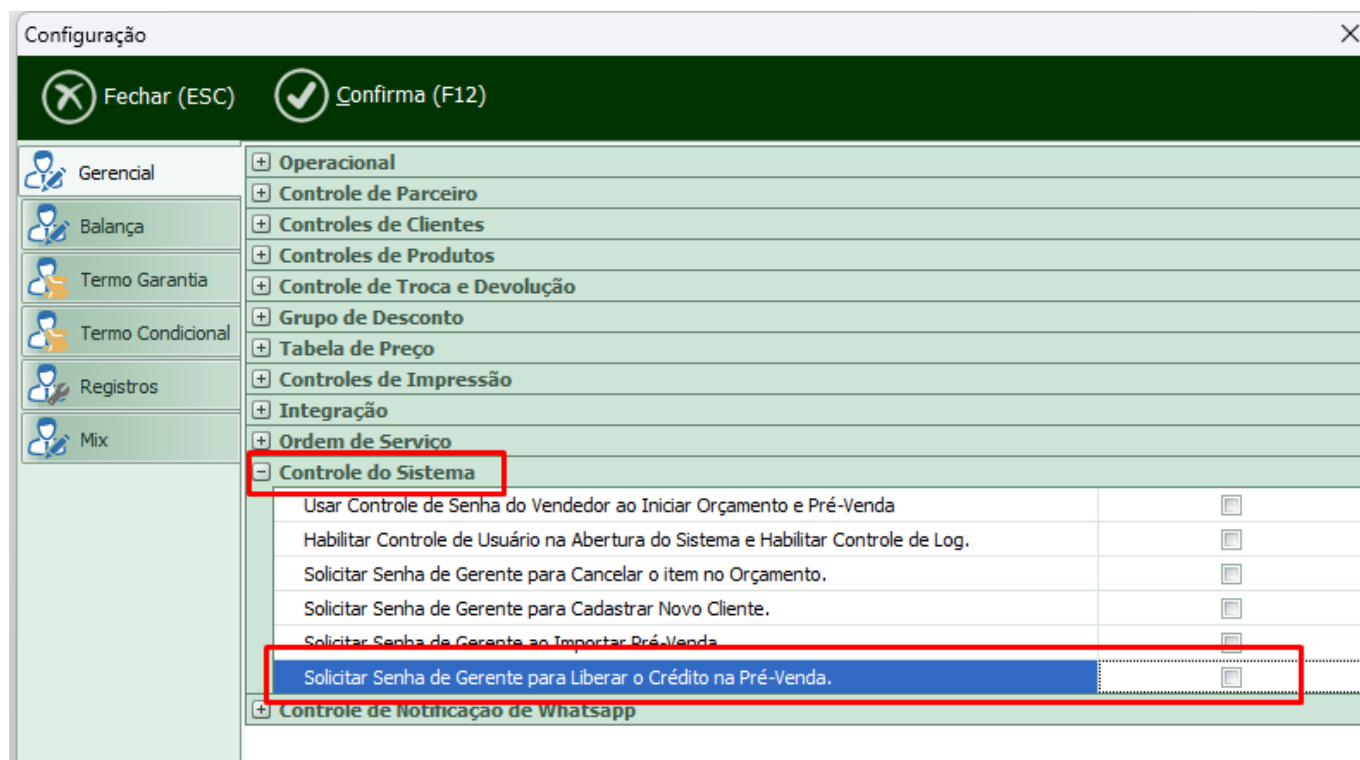 Configuração
Fechar (ESC)
Confirma (F12)
Gerencial
Balança
Termo Garantia
Termo Condicional
Registros
Mix
Operacional
Controle de Parceiro
Controles de Clientes
Controles de Produtos
Controle de Troca e Devolução
Grupo de Desconto
Tabela de Preço
Controles de Impressão
Integração
Ordem de Serviço
Controle do Sistema
Usar Controle de Senha do Vendedor ao Iniciar Orçamento e Pré-Venda
Habilitar Controle de Usuário na Abertura do Sistema e Habilitar Controle de Log.
Solicitar Senha de Gerente para Cancelar o item no Orçamento.
Solicitar Senha de Gerente para Cadastrar Novo Cliente.
Solicitar Senha de Gerente ao Importar Pré-Venda
Solicitar Senha de Gerente para Liberar o Crédito na Pré-Venda.
Controle de Notificação de Whatsapp